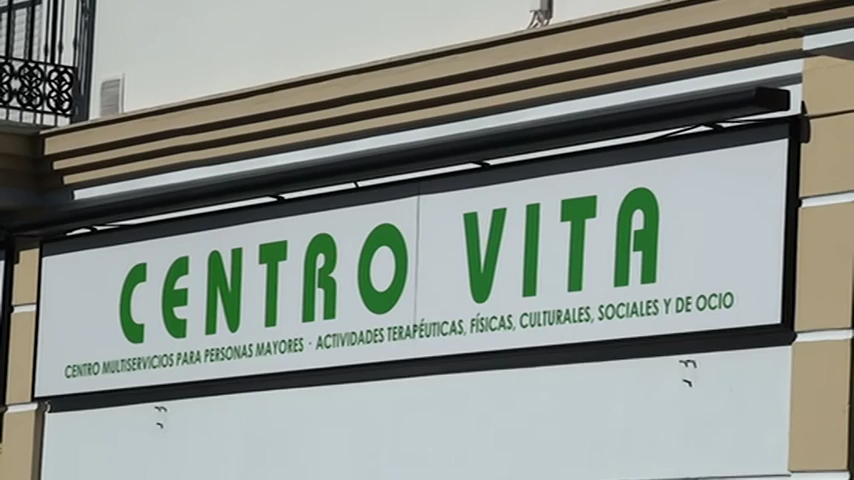 CENTRO VITA
CENTRO MULTISERVICIOS PARA PERSONAS MAYORES · ACTIVIDADES TERAPÉUTICAS, FÍSICAS, CULTURALES, SOCIALES Y DE OCIO